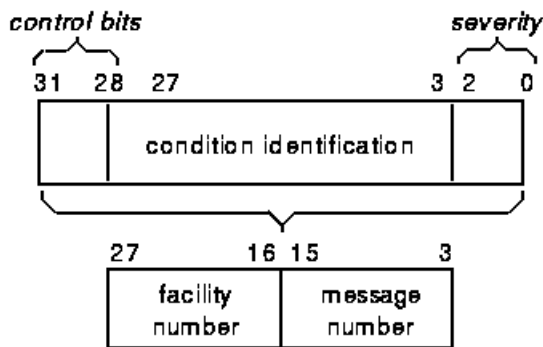 control bits severity
31 28 27 3 2 0
condition identification
27 16 15 3
facility message
number number